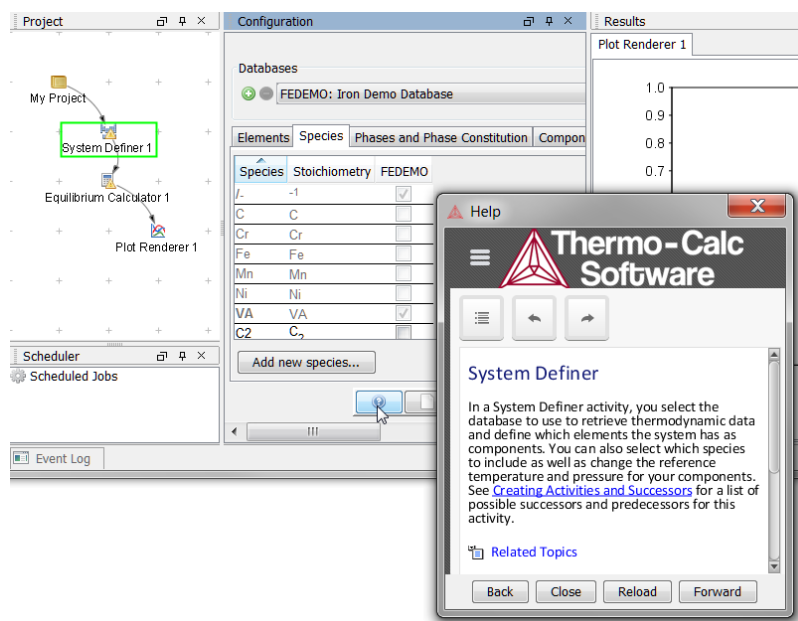 Project
My Project
System Definer 1
Equilibrium Calculator 1
Plot Renderer 1
Scheduler
Scheduled Jobs
Event Log
Configuration
Databases
FEDEMO: Iron Demo Database
Elements Species Phases and Phase Constitution Compon
Species Stoichiometry FEDEMO
/- -1
C C
Cr Cr
Fe Fe
Mn Mn
Ni Ni
VA VA
C2 C2
Add new species...
Results
Plot Renderer 1
1.0
0.9
0.8
0.7
Help
Thermo-Calc
Software
System Definer
In a System Definer activity, you select the
database to use to retrieve thermodynamic data
and define which elements the system has as
components. You can also select which species
to include as well as change the reference
temperature and pressure for your components.
See Creating Activities and Successors for a list of
possible successors and predecessors for this
activity.
Related Topics
Back Close Reload Forward